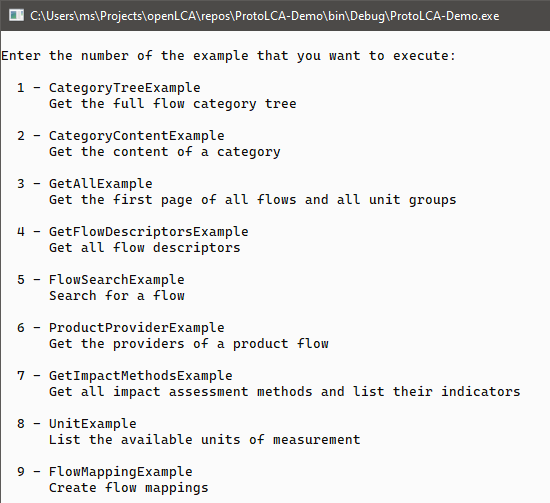 C:\Users\ms\Projects\openLCA\repos\ProtoLCA-Demo\bin\Debug\ProtoLCA-Demo.exe
Enter the number of the example that you want to execute:
1 - CategoryTreeExample
Get the full flow category tree
2 - CategoryContentExample
Get the content of a category
3 - GetAllExample
Get the first page of all flows and all unit groups
4 - GetFlowDescriptorsExample
Get all flow descriptors
5 - FlowSearchExample
Search for a flow
6 - ProductProviderExample
Get the providers of a product flow
7 - GetImpactMethodsExample
Get all impact assessment methods and list their indicators
8 - UnitExample
List the available units of measurement
9 - FlowMappingExample
Create flow mappings